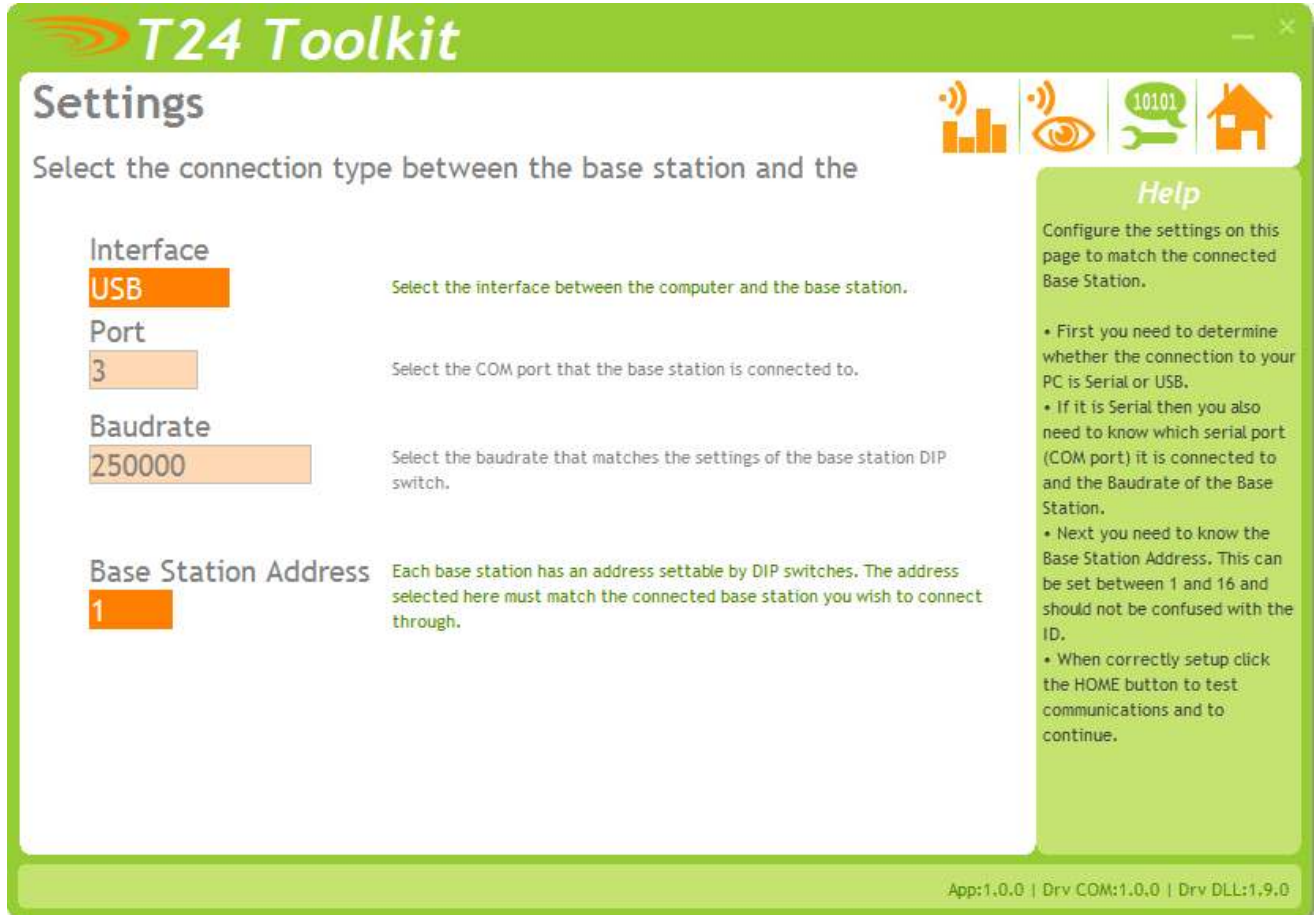 T24 Toolkit
Settings
10101
Select the connection type between the base station and the
Interface
USB
Select the interface between the computer and the base station.
Port
3
Select the COM port that the base station is connected to.
Baudrate
250000
Select the baudrate that matches the settings of the base station DIP
switch.
Base Station Address
1
Each base station has an address settable by DIP switches. The address
selected here must match the connected base station you wish to connect
through.
Help
Configure the settings on this
page to match the connected
Base Station.
• First you need to determine
whether the connection to your
PC is Serial or USB.
• If it is Serial then you also
need to know which serial port
(COM port) it is connected to
and the Baudrate of the Base
Station.
• Next you need to know the
Base Station Address. This can
be set between 1 and 16 and
should not be confused with the
ID.
• When correctly setup click
the HOME button to test
communications and to
continue.
App:1.0.0 | Drv COM:1.0.0 | Drv DLL:1.9.0